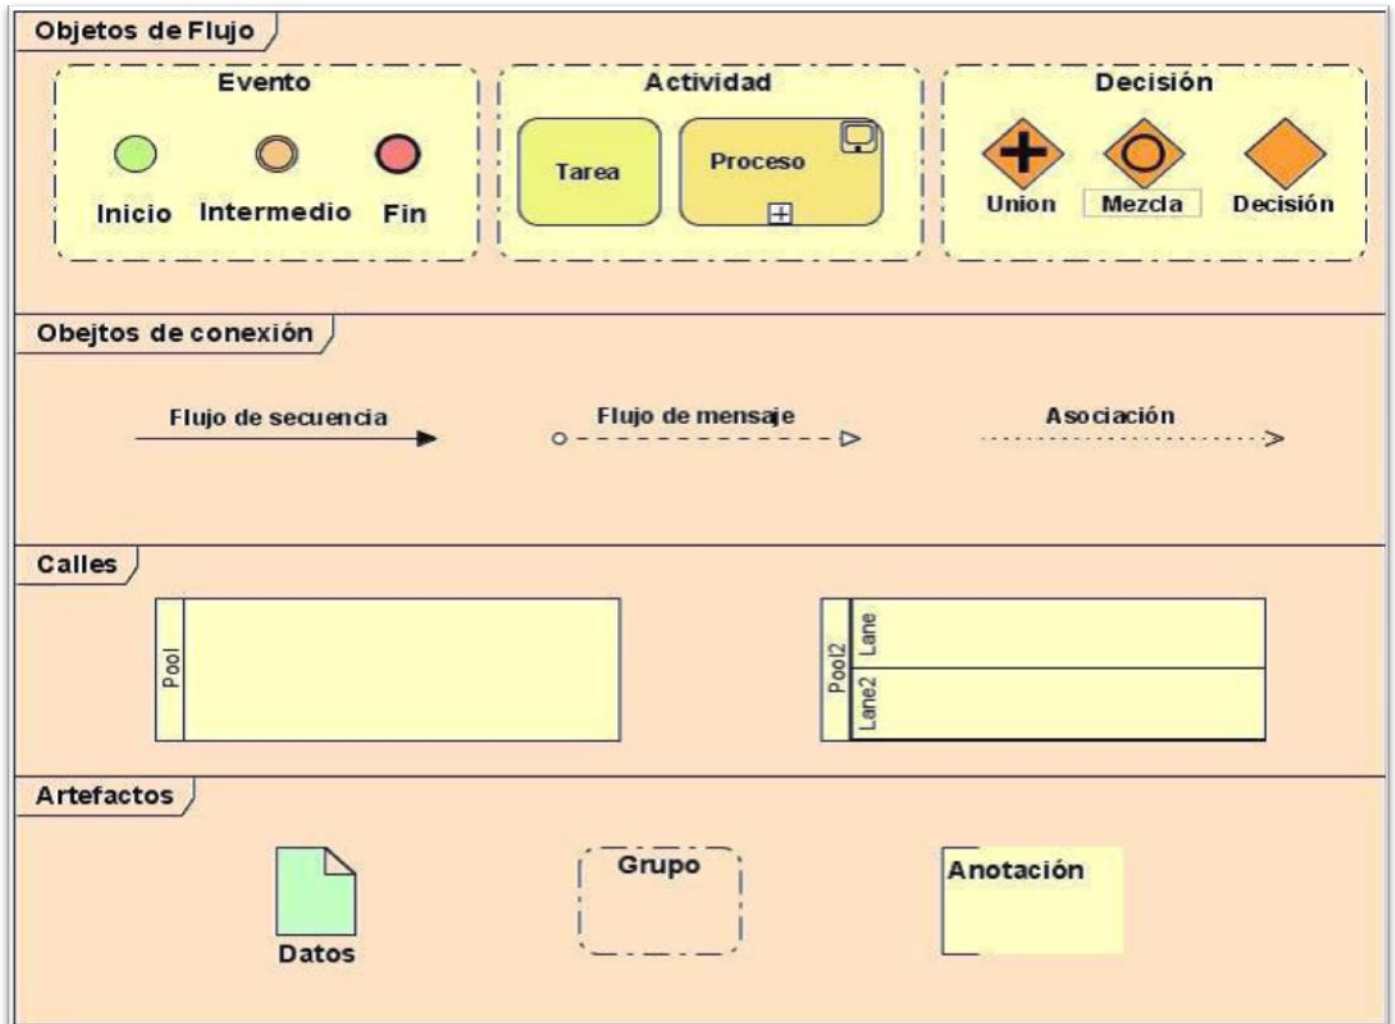 Objetos de Flujo
Evento
Actividad
Decisión
Inicio
Intermedio
Fin
Tarea
Proceso
Union
Mezcla
Decisión
Obejtos de conexión
Flujo de secuencia
Flujo de mensaje
Asociación
Calles
Pool
Pool2
Lane
Lane2
Artefactos
Datos
Grupo
Anotación